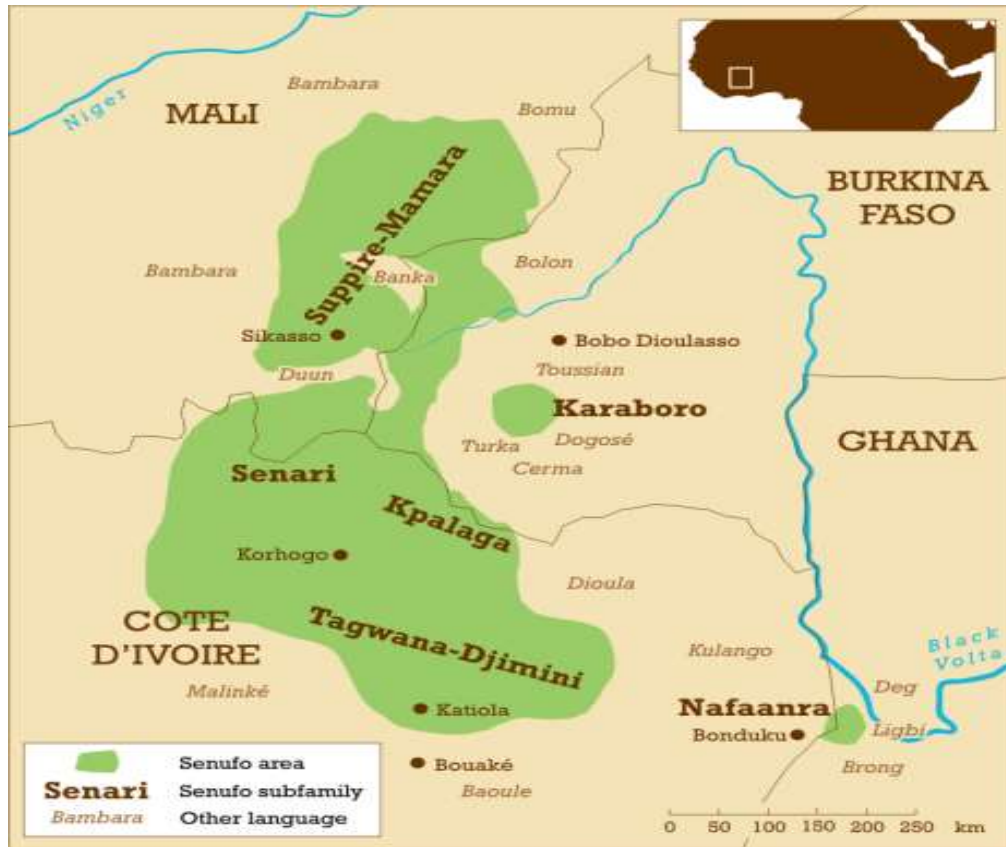 Bambara
MALI
Niger
Bomu
BURKINA
FASO
Suppire-Mamara
Bambara
Banka
Bolon
Sikasso
Bobo Dioulasso
Duun
Toussian
Karaboro
Turka
Dogosé
Cerma
GHANA
Senari
Kpalaga
Korhogo
Dioula
COTE
D'IVOIRE
Tagwana-Djimini
Kulango
Black
Volta
Malinké
Deg
Katiola
Nafaanra
Bonduku
Ligbi
Bouaké
Baoule
Brong
Senufo area
Senari Senufo subfamily
Bambara Other language
0 50 100 150 200 250 km